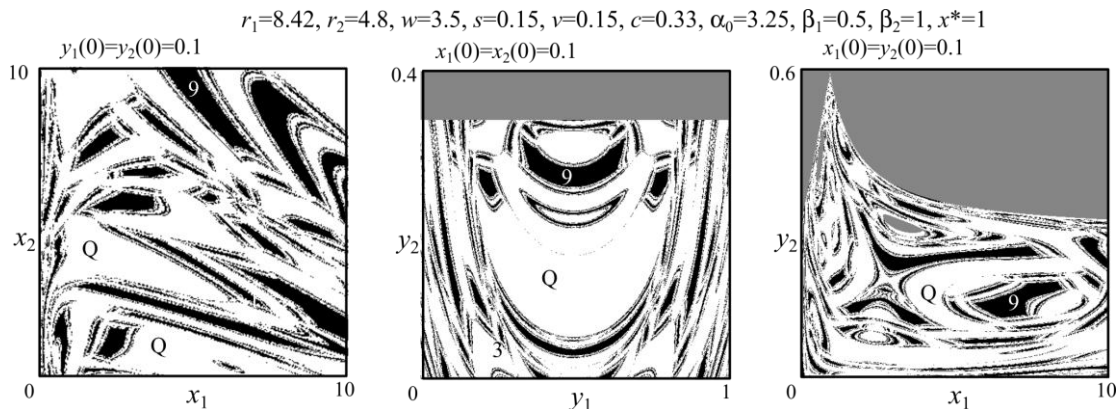 r₁=8.42, r₂=4.8, w=3.5, s=0.15, v=0.15, c=0.33, α₀=3.25, β₁=0.5, β₂=1, x*=1
y₁(0)=y₂(0)=0.1
10
9
x₂
Q
Q
0
x₁
10
x₁(0)=x₂(0)=0.1
0.4
9
y₂
Q
3
0
y₁
1
x₁(0)=y₂(0)=0.1
0.6
y₂
Q
9
0
x₁
10